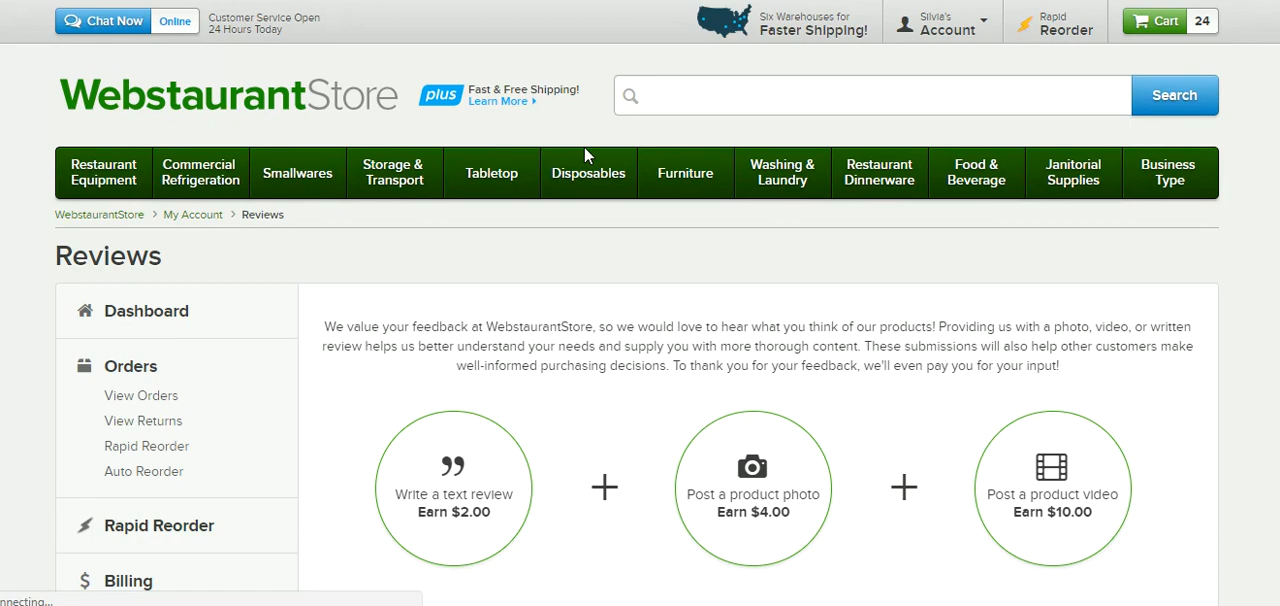 Chat Now Online
Customer Service Open
24 Hours Today
Six Warehouses for
Faster Shipping!
Silvia's
Account
Rapid
Reorder
Cart 24
WebstaurantStore
plus
Fast & Free Shipping!
Learn More
Search
Restaurant
Equipment
Commercial
Refrigeration
Smallwares
Storage &
Transport
Tabletop
Disposables
Furniture
Washing &
Laundry
Restaurant
Dinnerware
Food &
Beverage
Janitorial
Supplies
Business
Type
WebstaurantStore > My Account > Reviews
Reviews
Dashboard
Orders
View Orders
View Returns
Rapid Reorder
Auto Reorder
Rapid Reorder
$ Billing
We value your feedback at WebstaurantStore, so we would love to hear what you think of our products! Providing us with a photo, video, or written
review helps us better understand your needs and supply you with more thorough content. These submissions will also help other customers make
well-informed purchasing decisions. To thank you for your feedback, we'll even pay you for your input!
Write a text review
Earn $2.00
+
Post a product photo
Earn $4.00
+
Post a product video
Earn $10.00
nnecting...